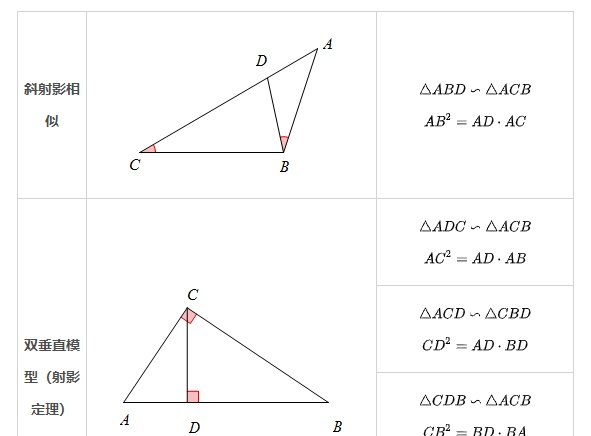 斜射影相
似
A
D
C
B
△ABD ∽ △ACB
AB² = AD · AC
双垂直模
型（射影
定理）
C
A
D
B
△ADC ∽ △ACB
AC² = AD · AB
△ACD ∽ △CBD
CD² = AD · BD
△CDB ∽ △ACB
CB² = BD · BA